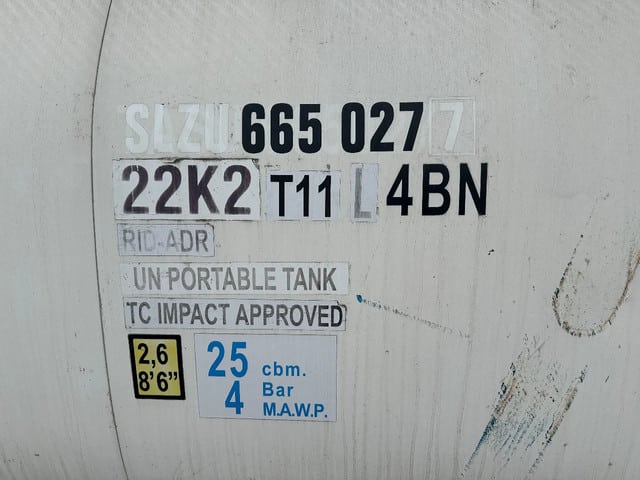 SLZU 665 027 7
22K2 T11 L4BN
RID-ADR
UN PORTABLE TANK
TC IMPACT APPROVED
2,6
8'6"
25 cbm.
4 Bar
M.A.W.P.